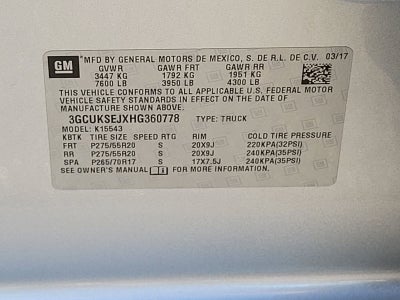 GM
MFD BY GENERAL MOTORS DE MEXICO, S. DE R.L. DE C.V. 03/17
GVWR GAWR FRT GAWR RR
3447 KG 1792 KG 1951 KG
7600 LB 3950 LB 4300 LB
THIS VEHICLE CONFORMS TO ALL APPLICABLE U.S. FEDERAL MOTOR
VEHICLE SAFETY STANDARDS IN EFFECT ON THE DATE OF
MANUFACTURE SHOWN ABOVE.
3GCUKSEJXHG360778 TYPE: TRUCK
MODEL: K15543
KBTK TIRE SIZE SPEED RTG RIM COLD TIRE PRESSURE
FRT P275/55R20 S 20X9J 220KPA(32PSI)
RR P275/55R20 S 20X9J 240KPA(35PSI)
SPA P265/70R17 S 17X7.5J 240KPA(35PSI)
SEE OWNER'S MANUAL FOR MORE INFORMATION.